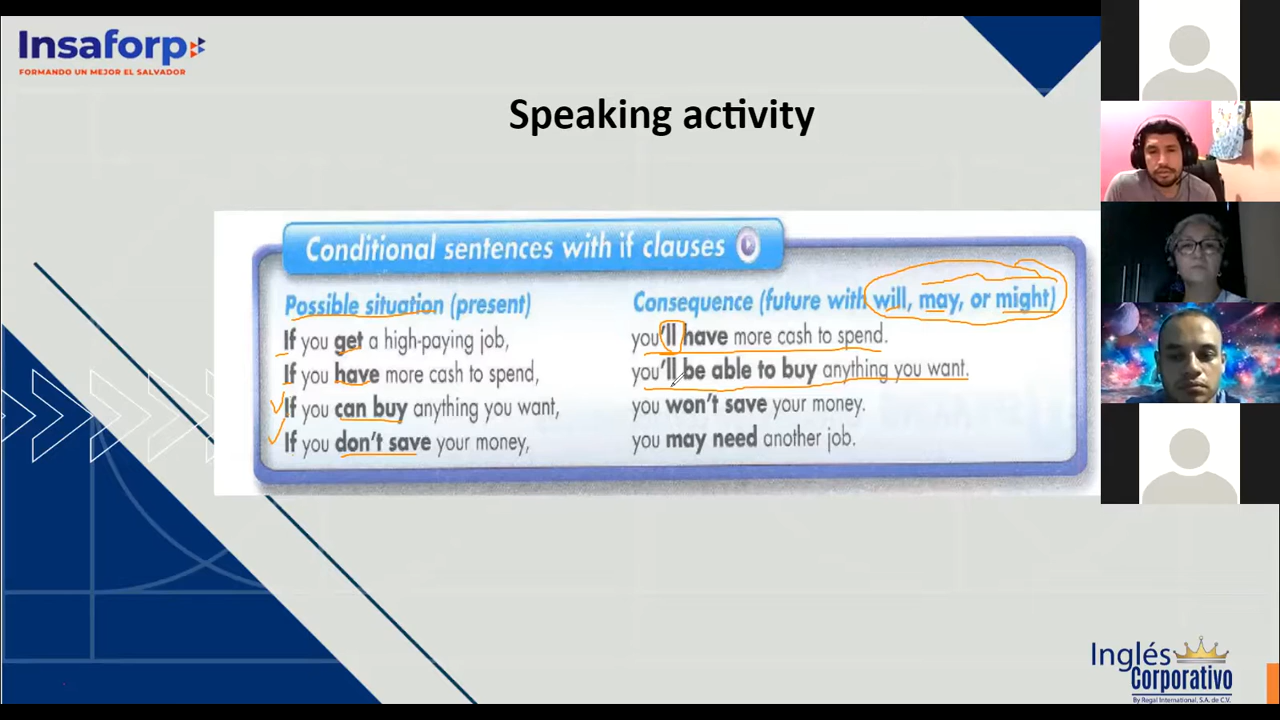 Insaforp
FORMANDO UN MEJOR EL SALVADOR
Speaking activity
Conditional sentences with if clauses
Possible situation (present)
Consequence (future with will, may, or might)
If you get a high-paying job,
you'll have more cash to spend.
If you have more cash to spend,
you'll be able to buy anything you want.
If you can buy anything you want,
you won't save your money.
If you don't save your money,
you may need another job.
Inglés
Corporativo
By Regal International, S.A. de C.V.